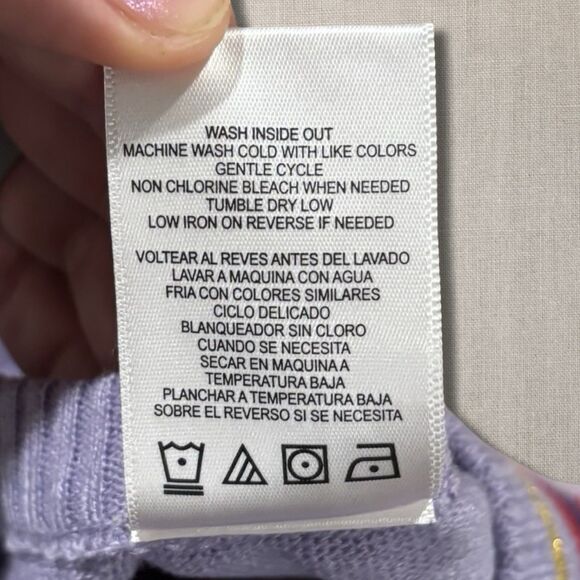 WASH INSIDE OUT
MACHINE WASH COLD WITH LIKE COLORS
GENTLE CYCLE
NON CHLORINE BLEACH WHEN NEEDED
TUMBLE DRY LOW
LOW IRON ON REVERSE IF NEEDED
VOLTEAR AL REVES ANTES DEL LAVADO
LAVAR A MAQUINA CON AGUA
FRIA CON COLORES SIMILARES
CICLO DELICADO
BLANQUEADOR SIN CLORO
CUANDO SE NECESITA
SECAR EN MAQUINA A
TEMPERATURA BAJA
PLANCHAR A TEMPERATURA BAJA
SOBRE EL REVERSO SI SE NECESITA